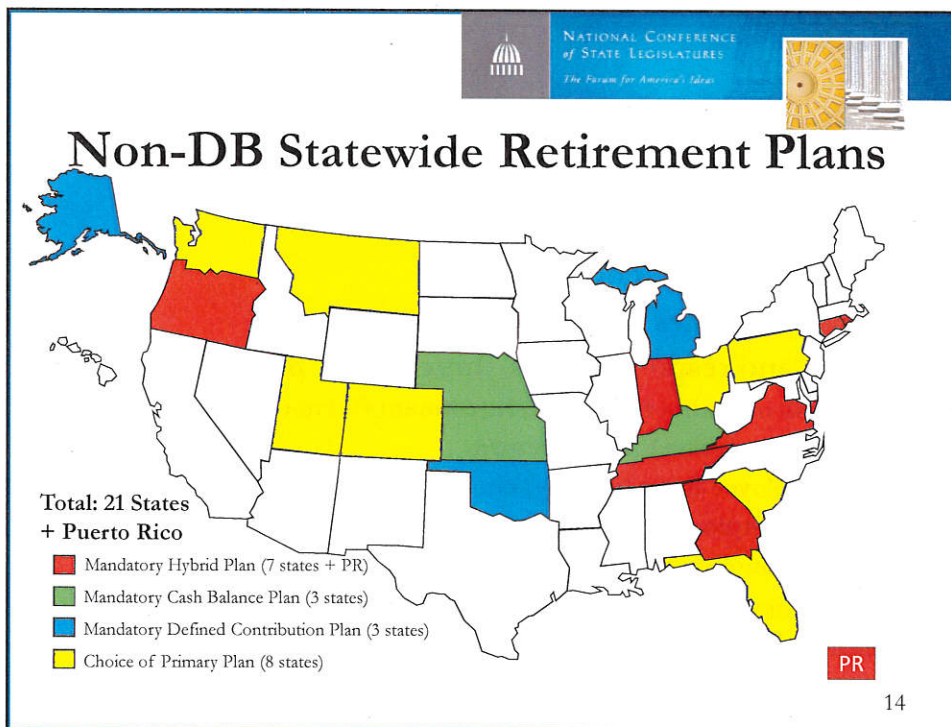 NATIONAL CONFERENCE
of STATE LEGISLATURES
The Forum for America's Ideas
Non-DB Statewide Retirement Plans
Total: 21 States
+ Puerto Rico
Mandatory Hybrid Plan (7 states + PR)
Mandatory Cash Balance Plan (3 states)
Mandatory Defined Contribution Plan (3 states)
Choice of Primary Plan (8 states)
PR
14